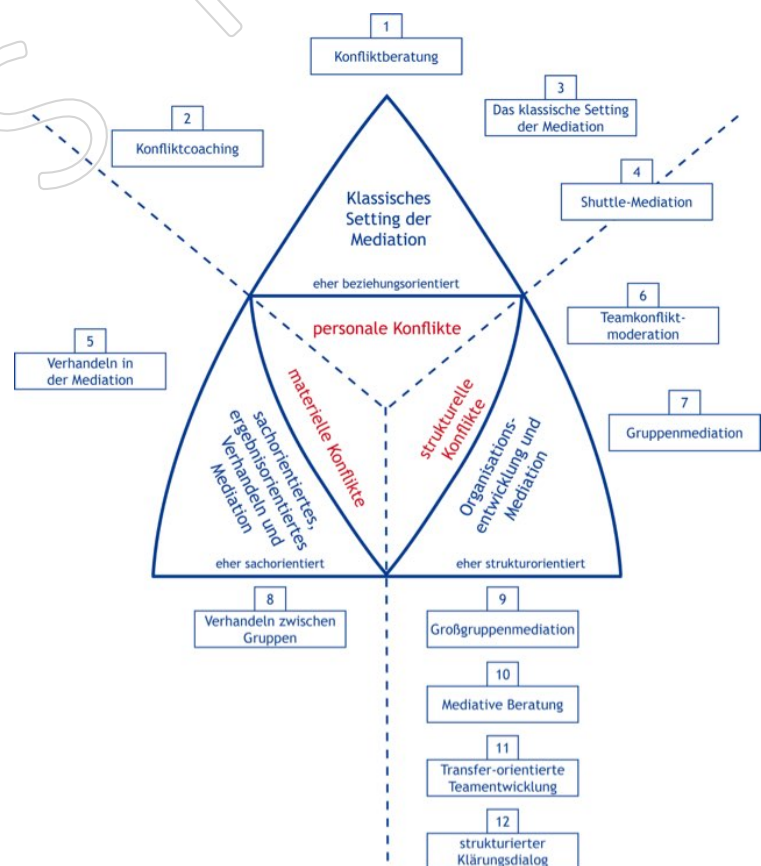 1
Konfliktberatung
2
Konfliktcoaching
3
Das klassische Setting
der Mediation
4
Shuttle-Mediation
Klassisches
Setting der
Mediation
eher beziehungsorientiert
personale Konflikte
5
Verhandeln in
der Mediation
6
Teamkonflikt-
moderation
7
Gruppenmediation
materielle Konflikte
strukturelle
Konflikte
sachorientiertes,
ergebnisorientiertes
Verhandeln und
Mediation
Organisations-
entwicklung und
Mediation
eher sachorientiert
eher strukturorientiert
8
Verhandeln zwischen
Gruppen
9
Großgruppenmediation
10
Mediative Beratung
11
Transfer-orientierte
Teamentwicklung
12
strukturierter
Klärungsdialog